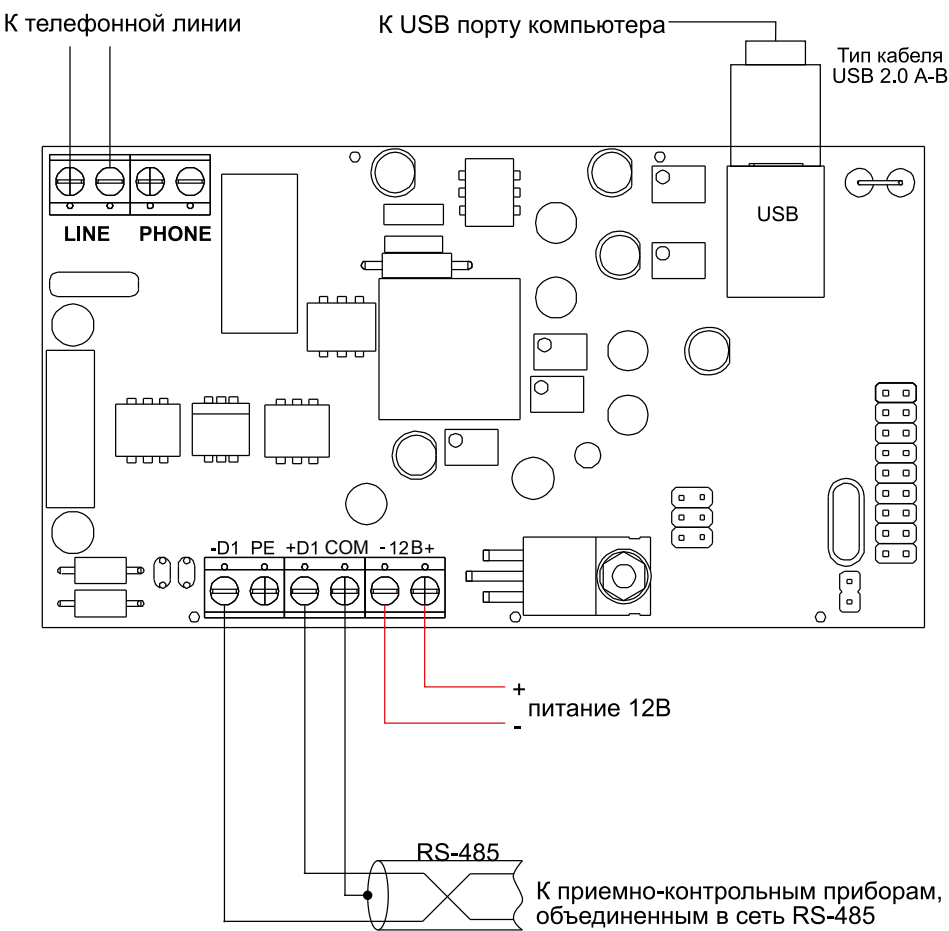 К телефонной линии
К USB порту компьютера
Тип кабеля
USB 2.0 A-B
USB
LINE PHONE
-D1 PE +D1 COM - 12В+
+
питание 12В
-
RS-485
К приемно-контрольным приборам,
объединенным в сеть RS-485